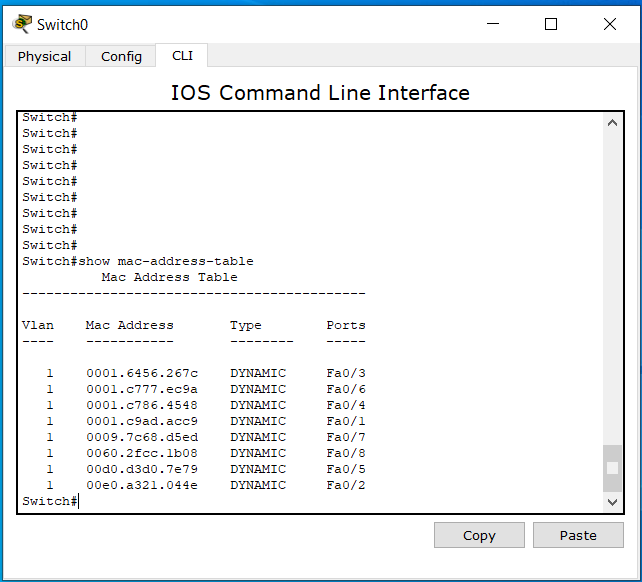 Switch0
Physical Config CLI
IOS Command Line Interface
Switch#
Switch#
Switch#
Switch#
Switch#
Switch#
Switch#
Switch#
Switch#
Switch#show mac-address-table
Mac Address Table
-------------------------------------------
Vlan    Mac Address       Type        Ports
----    -----------       --------    -----
1    0001.6456.267c    DYNAMIC     Fa0/3
1    0001.c777.ec9a    DYNAMIC     Fa0/6
1    0001.c786.4548    DYNAMIC     Fa0/4
1    0001.c9ad.acc9    DYNAMIC     Fa0/1
1    0009.7c68.d5ed    DYNAMIC     Fa0/7
1    0060.2fcc.1b08    DYNAMIC     Fa0/8
1    00d0.d3d0.7e79    DYNAMIC     Fa0/5
1    00e0.a321.044e    DYNAMIC     Fa0/2
Switch#
Copy Paste